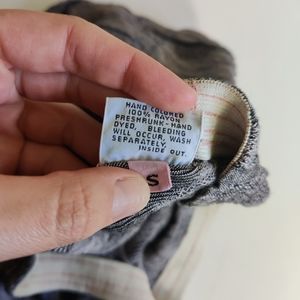 HAND COLORED
100% RAYON
PRESHRUNK-HAND
DYED, BLEEDING
WILL OCCUR, WASH
SEPARATELY,
INSIDE OUT.
S